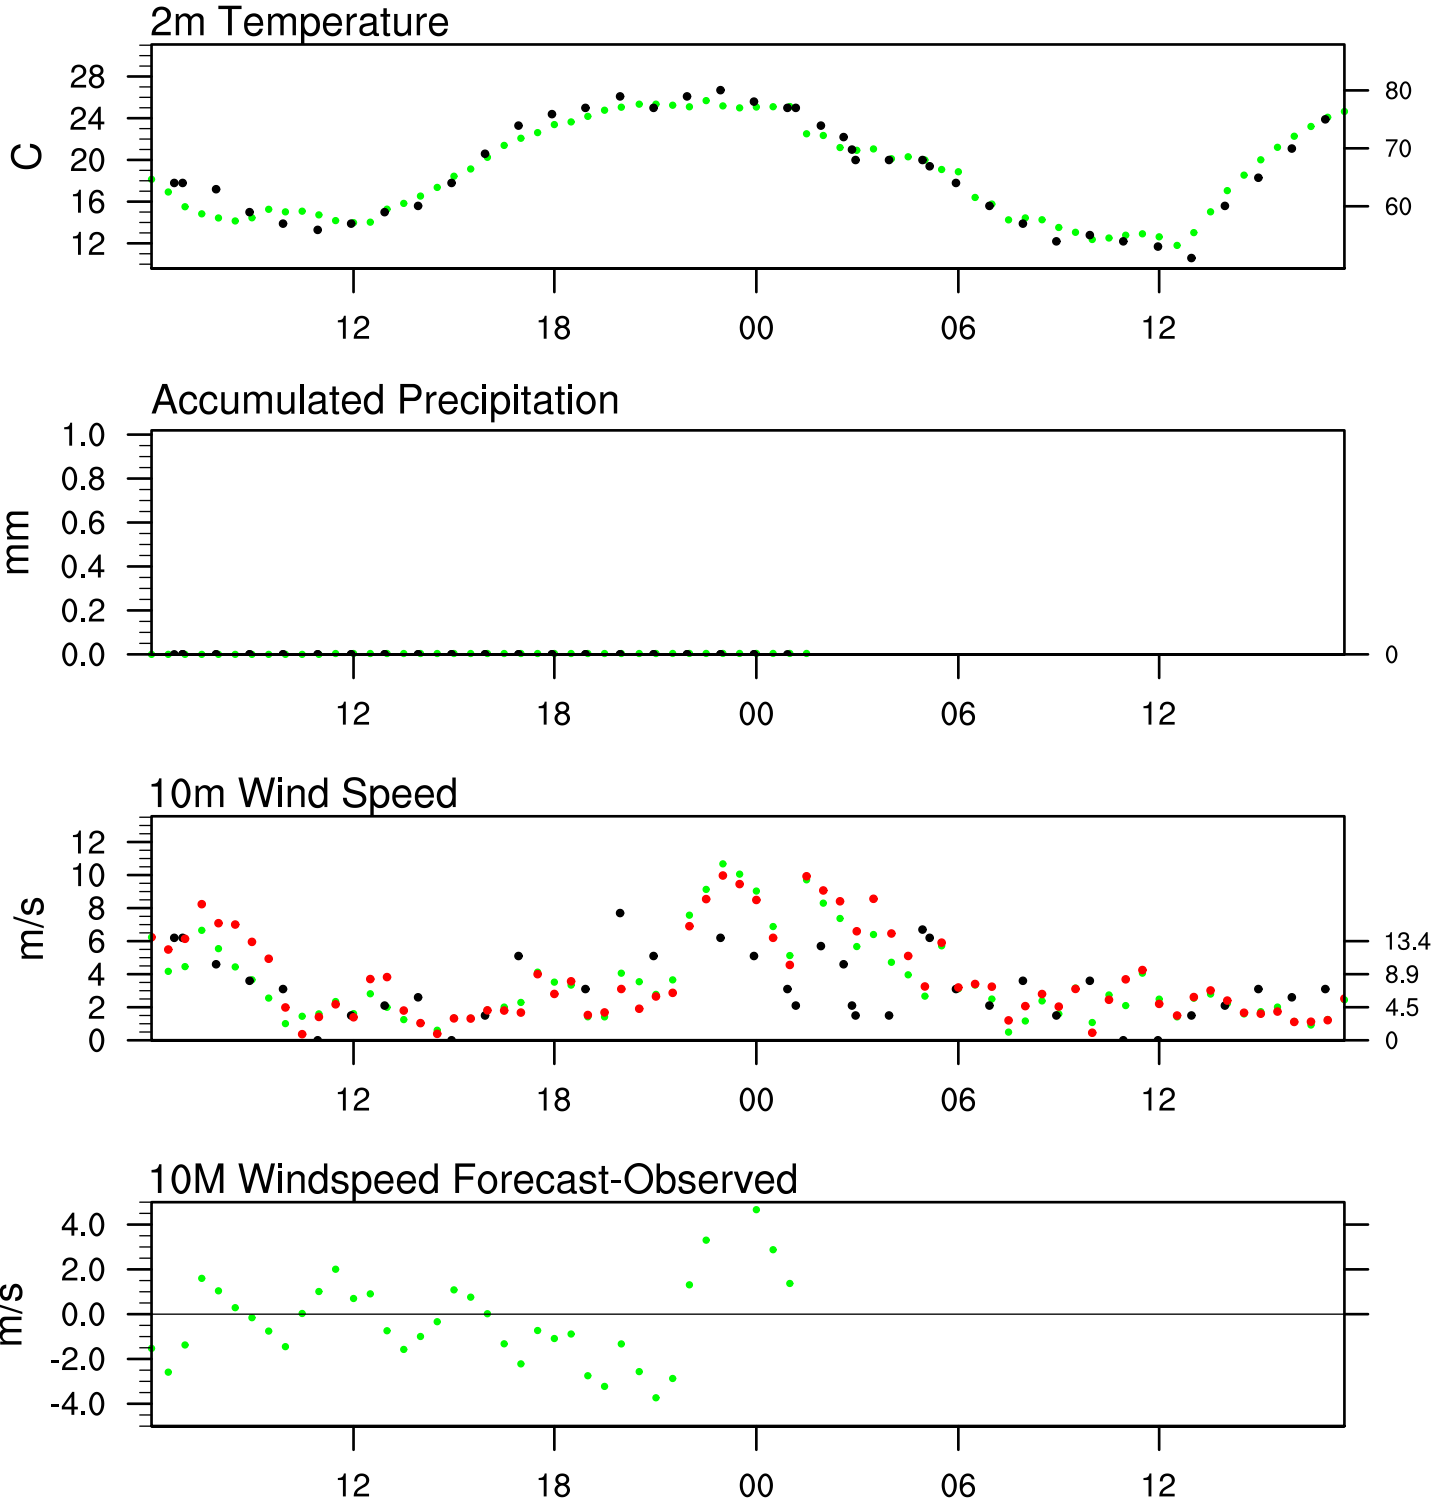 2m Temperature
28
24
20
16
12
C
80
70
60
12 18 00 06 12
Accumulated Precipitation
1.0
0.8
0.6
0.4
0.2
0.0
mm
0
12 18 00 06 12
10m Wind Speed
12
10
8
6
4
2
0
m/s
13.4
8.9
4.5
0
12 18 00 06 12
10M Windspeed Forecast-Observed
4.0
2.0
0.0
-2.0
-4.0
m/s
12 18 00 06 12